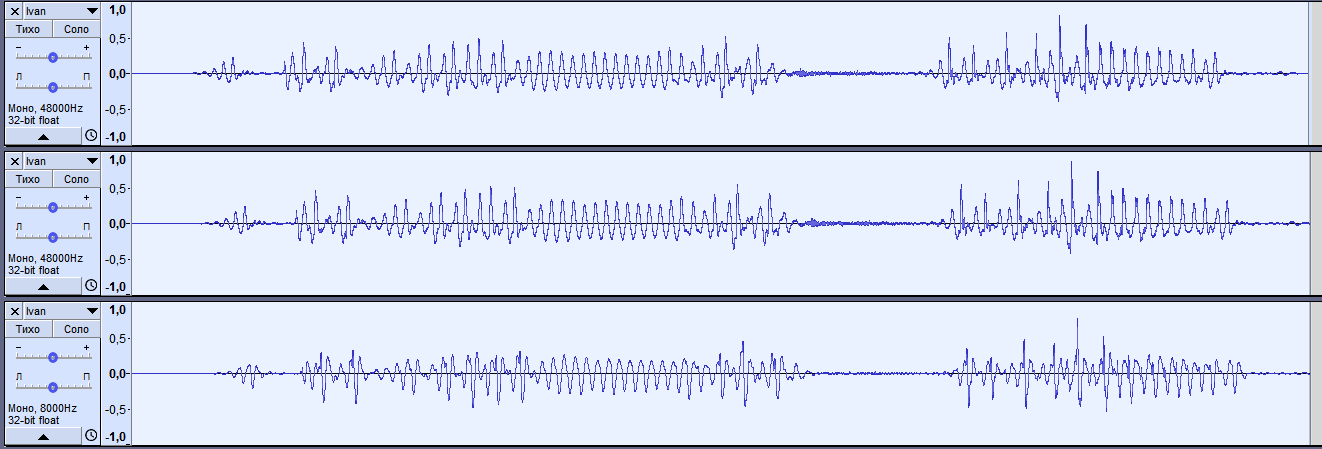 Ivan
Тихо Соло
- +
Л П
Моно, 48000Hz
32-bit float
1,0
0,5
0,0
-0,5
-1,0
Ivan
Тихо Соло
- +
Л П
Моно, 48000Hz
32-bit float
1,0
0,5
0,0
-0,5
-1,0
Ivan
Тихо Соло
- +
Л П
Моно, 8000Hz
32-bit float
1,0
0,5
0,0
-0,5
-1,0